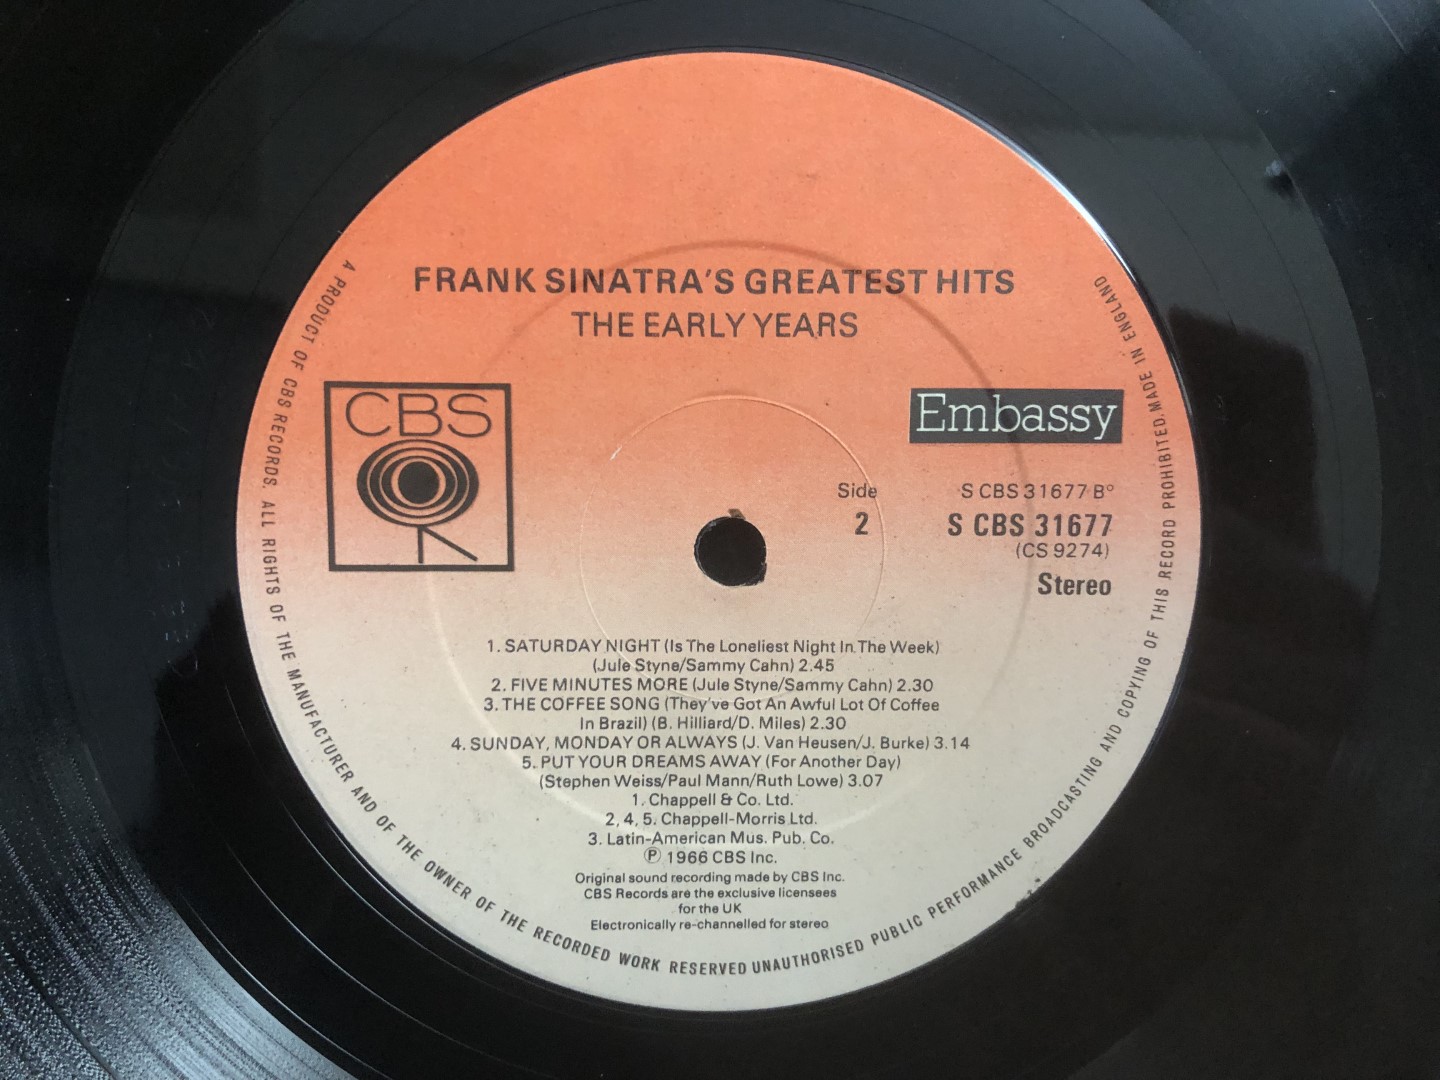 FRANK SINATRA'S GREATEST HITS
THE EARLY YEARS
CBS
Embassy
Side
2
S CBS 31677 B°
S CBS 31677
(CS 9274)
Stereo
1. SATURDAY NIGHT (Is The Loneliest Night In The Week)
(Jule Styne/Sammy Cahn) 2.45
2. FIVE MINUTES MORE (Jule Styne/Sammy Cahn) 2.30
3. THE COFFEE SONG (They've Got An Awful Lot Of Coffee
In Brazil) (B. Hilliard/D. Miles) 2.30
4. SUNDAY, MONDAY OR ALWAYS (J. Van Heusen/J. Burke) 3.14
5. PUT YOUR DREAMS AWAY (For Another Day)
(Stephen Weiss/Paul Mann/Ruth Lowe) 3.07
1. Chappell & Co. Ltd.
2, 4, 5. Chappell-Morris Ltd.
3. Latin-American Mus. Pub. Co.
Ⓟ 1966 CBS Inc.
Original sound recording made by CBS Inc.
CBS Records are the exclusive licensees
for the UK
Electronically re-channelled for stereo
A PRODUCT OF CBS RECORDS. ALL RIGHTS OF THE MANUFACTURER AND OF THE OWNER OF THE RECORDED WORK RESERVED UNAUTHORISED PUBLIC PERFORMANCE BROADCASTING AND COPYING OF THIS RECORD PROHIBITED. MADE IN ENGLAND